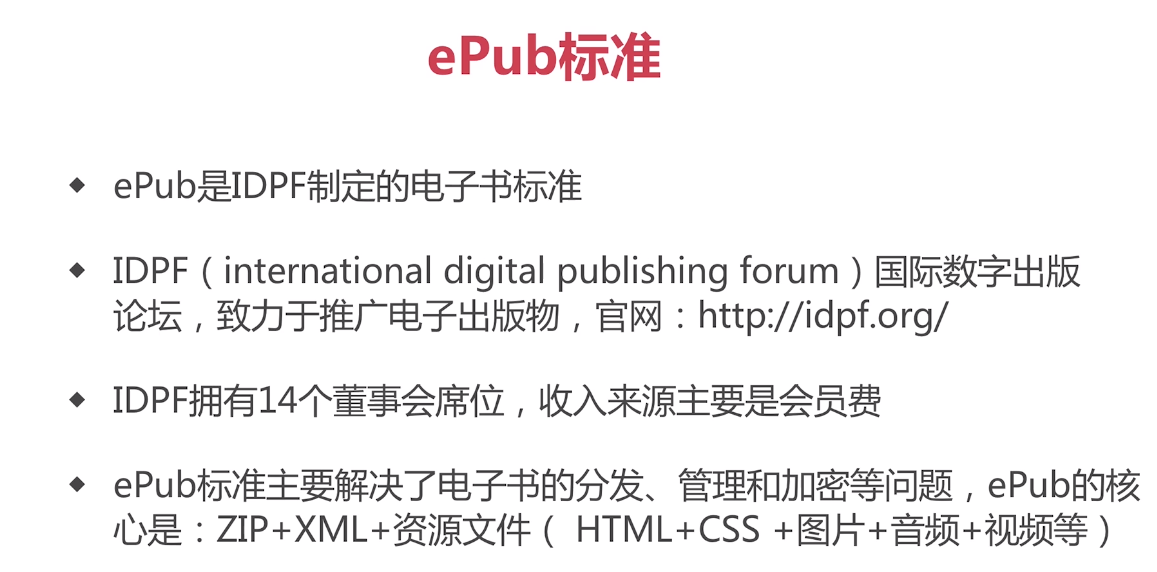 ePub标准
◆ ePub是IDPF制定的电子书标准
◆ IDPF（international digital publishing forum）国际数字出版
论坛，致力于推广电子出版物，官网：http://idpf.org/
◆ IDPF拥有14个董事会席位，收入来源主要是会员费
◆ ePub标准主要解决了电子书的分发、管理和加密等问题，ePub的核
心是：ZIP+XML+资源文件（ HTML+CSS +图片+音频+视频等）